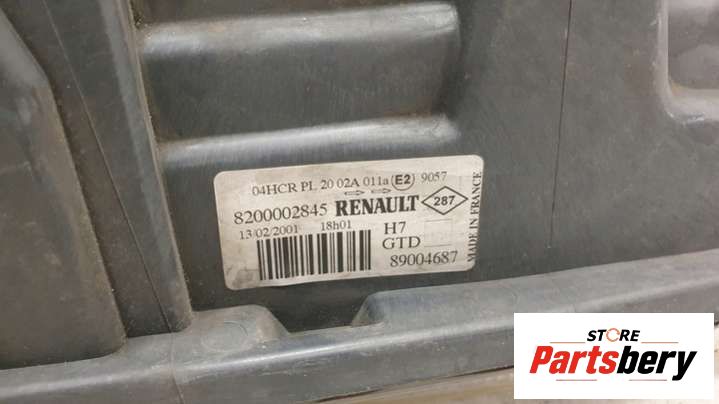 04HCR PL 20 02A 011a E2 9057
8200002845 RENAULT 287
13/02/2001 18h01 H7
GTD
89004687
MADE IN FRANCE
STORE
Partsbery